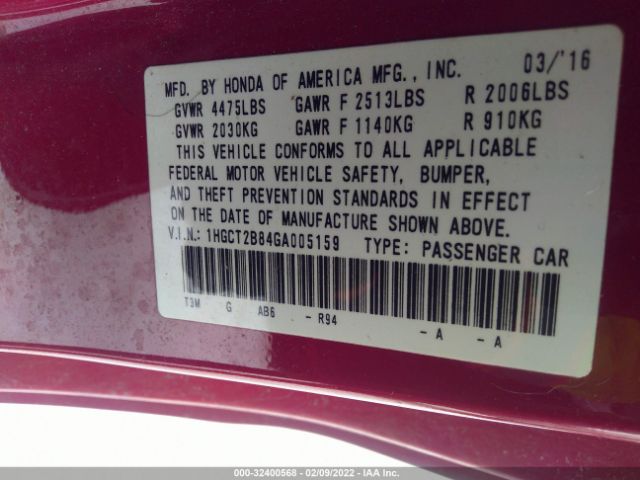 MFD. BY HONDA OF AMERICA MFG., INC. 03/'16
GVWR 4475LBS GAWR F 2513LBS R 2006LBS
GVWR 2030KG GAWR F 1140KG R 910KG
THIS VEHICLE CONFORMS TO ALL APPLICABLE
FEDERAL MOTOR VEHICLE SAFETY, BUMPER,
AND THEFT PREVENTION STANDARDS IN EFFECT
ON THE DATE OF MANUFACTURE SHOWN ABOVE.
V.I.N.: 1HGCT2B84GA005159 TYPE: PASSENGER CAR
T3M G AB6 - R94 - A - A
000-32400568 - 02/09/2022 - IAA Inc.